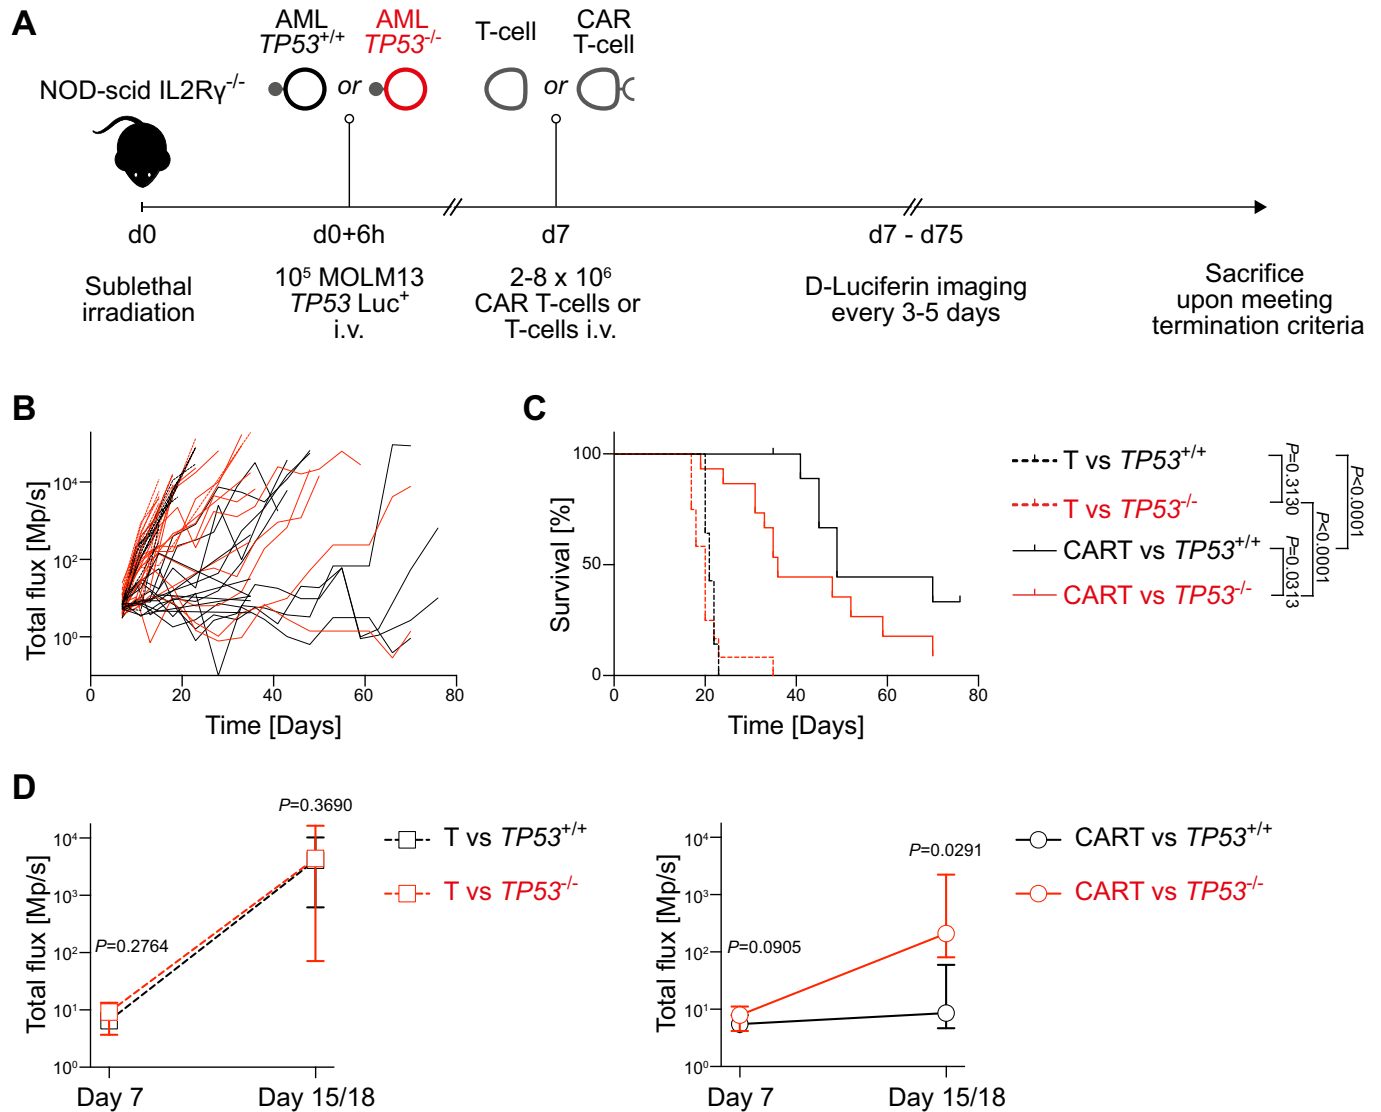 A
AML
TP53+/+
AML
TP53-/-
T-cell
CAR
T-cell
NOD-scid IL2Rγ-/-
or
or
d0
d0+6h
d7
d7 - d75
Sublethal
irradiation
10⁵ MOLM13
TP53 Luc⁺
i.v.
2-8 x 10⁶
CAR T-cells or
T-cells i.v.
D-Luciferin imaging
every 3-5 days
Sacrifice
upon meeting
termination criteria
B
Total flux [Mp/s]
10⁴
10²
10⁰
0
20
40
60
80
Time [Days]
C
Survival [%]
100
50
0
0
20
40
60
80
Time [Days]
T vs TP53+/+
T vs TP53-/-
CART vs TP53+/+
CART vs TP53-/-
P=0.3130
P=0.0313
P<0.0001
P<0.0001
D
Total flux [Mp/s]
10⁴
10³
10²
10¹
10⁰
P=0.2764
P=0.3690
Day 7
Day 15/18
T vs TP53+/+
T vs TP53-/-
Total flux [Mp/s]
10⁴
10³
10²
10¹
10⁰
P=0.0905
P=0.0291
Day 7
Day 15/18
CART vs TP53+/+
CART vs TP53-/-